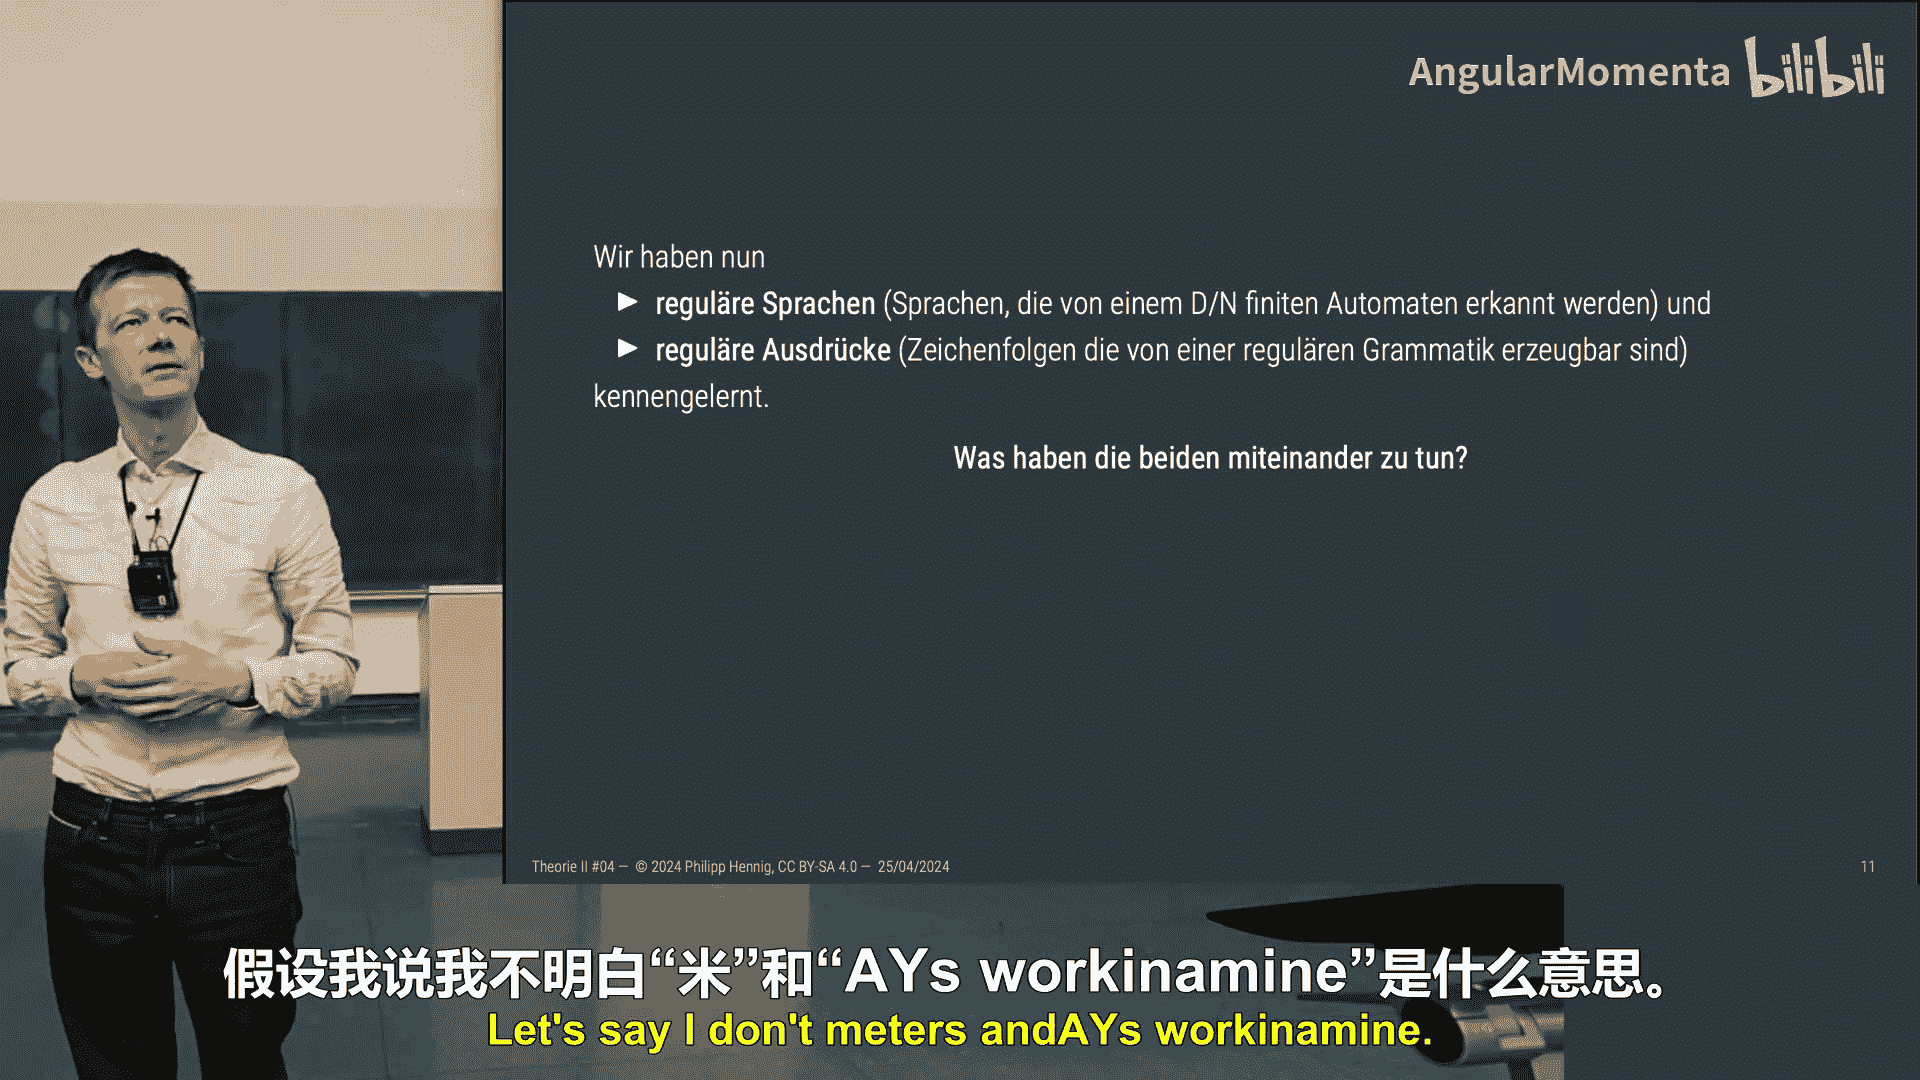 AngularMomenta bilibili
Wir haben nun
► reguläre Sprachen (Sprachen, die von einem D/N finiten Automaten erkannt werden) und
► reguläre Ausdrücke (Zeichenfolgen die von einer regulären Grammatik erzeugbar sind)
kennengelernt.
Was haben die beiden miteinander zu tun?
Theorie II #04 — © 2024 Philipp Hennig, CC BY-SA 4.0 — 25/04/2024 11
假设我说我不明白“米”和“AYs workinamine”是什么意思。
Let's say I don't meters andAYs workinamine.